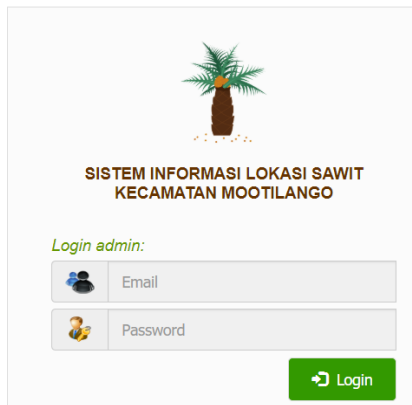 SISTEM INFORMASI LOKASI SAWIT
KECAMATAN MOOTILANGO
Login admin:
Email
Password
Login